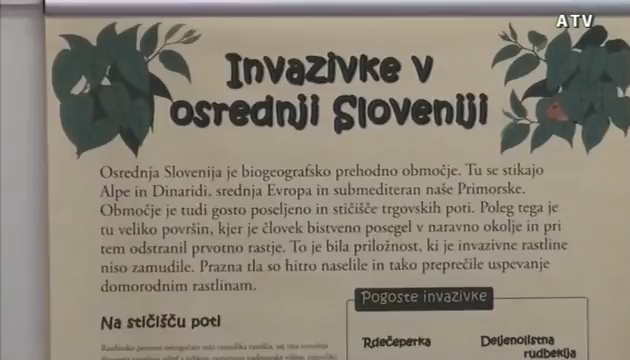 ATV
Invazivke v
osrednji Sloveniji
Osrednja Slovenija je biogeografsko prehodno območje. Tu se stikajo
Alpe in Dinaridi, srednja Evropa in submediteran naše Primorske.
Območje je tudi gosto poseljeno in stičišče trgovskih poti. Poleg tega je
tu veliko površin, kjer je človek bistveno posegel v naravno okolje in pri
tem odstranil prvotno rastje. To je bila priložnost, ki je invazivne rastline
niso zamudile. Prazna tla so hitro naselile in tako preprečile uspevanje
domorodnim rastlinam.
Pogoste invazivke
Na stičišču poti
Rdečeperka
Deljenolistna
rudbekija